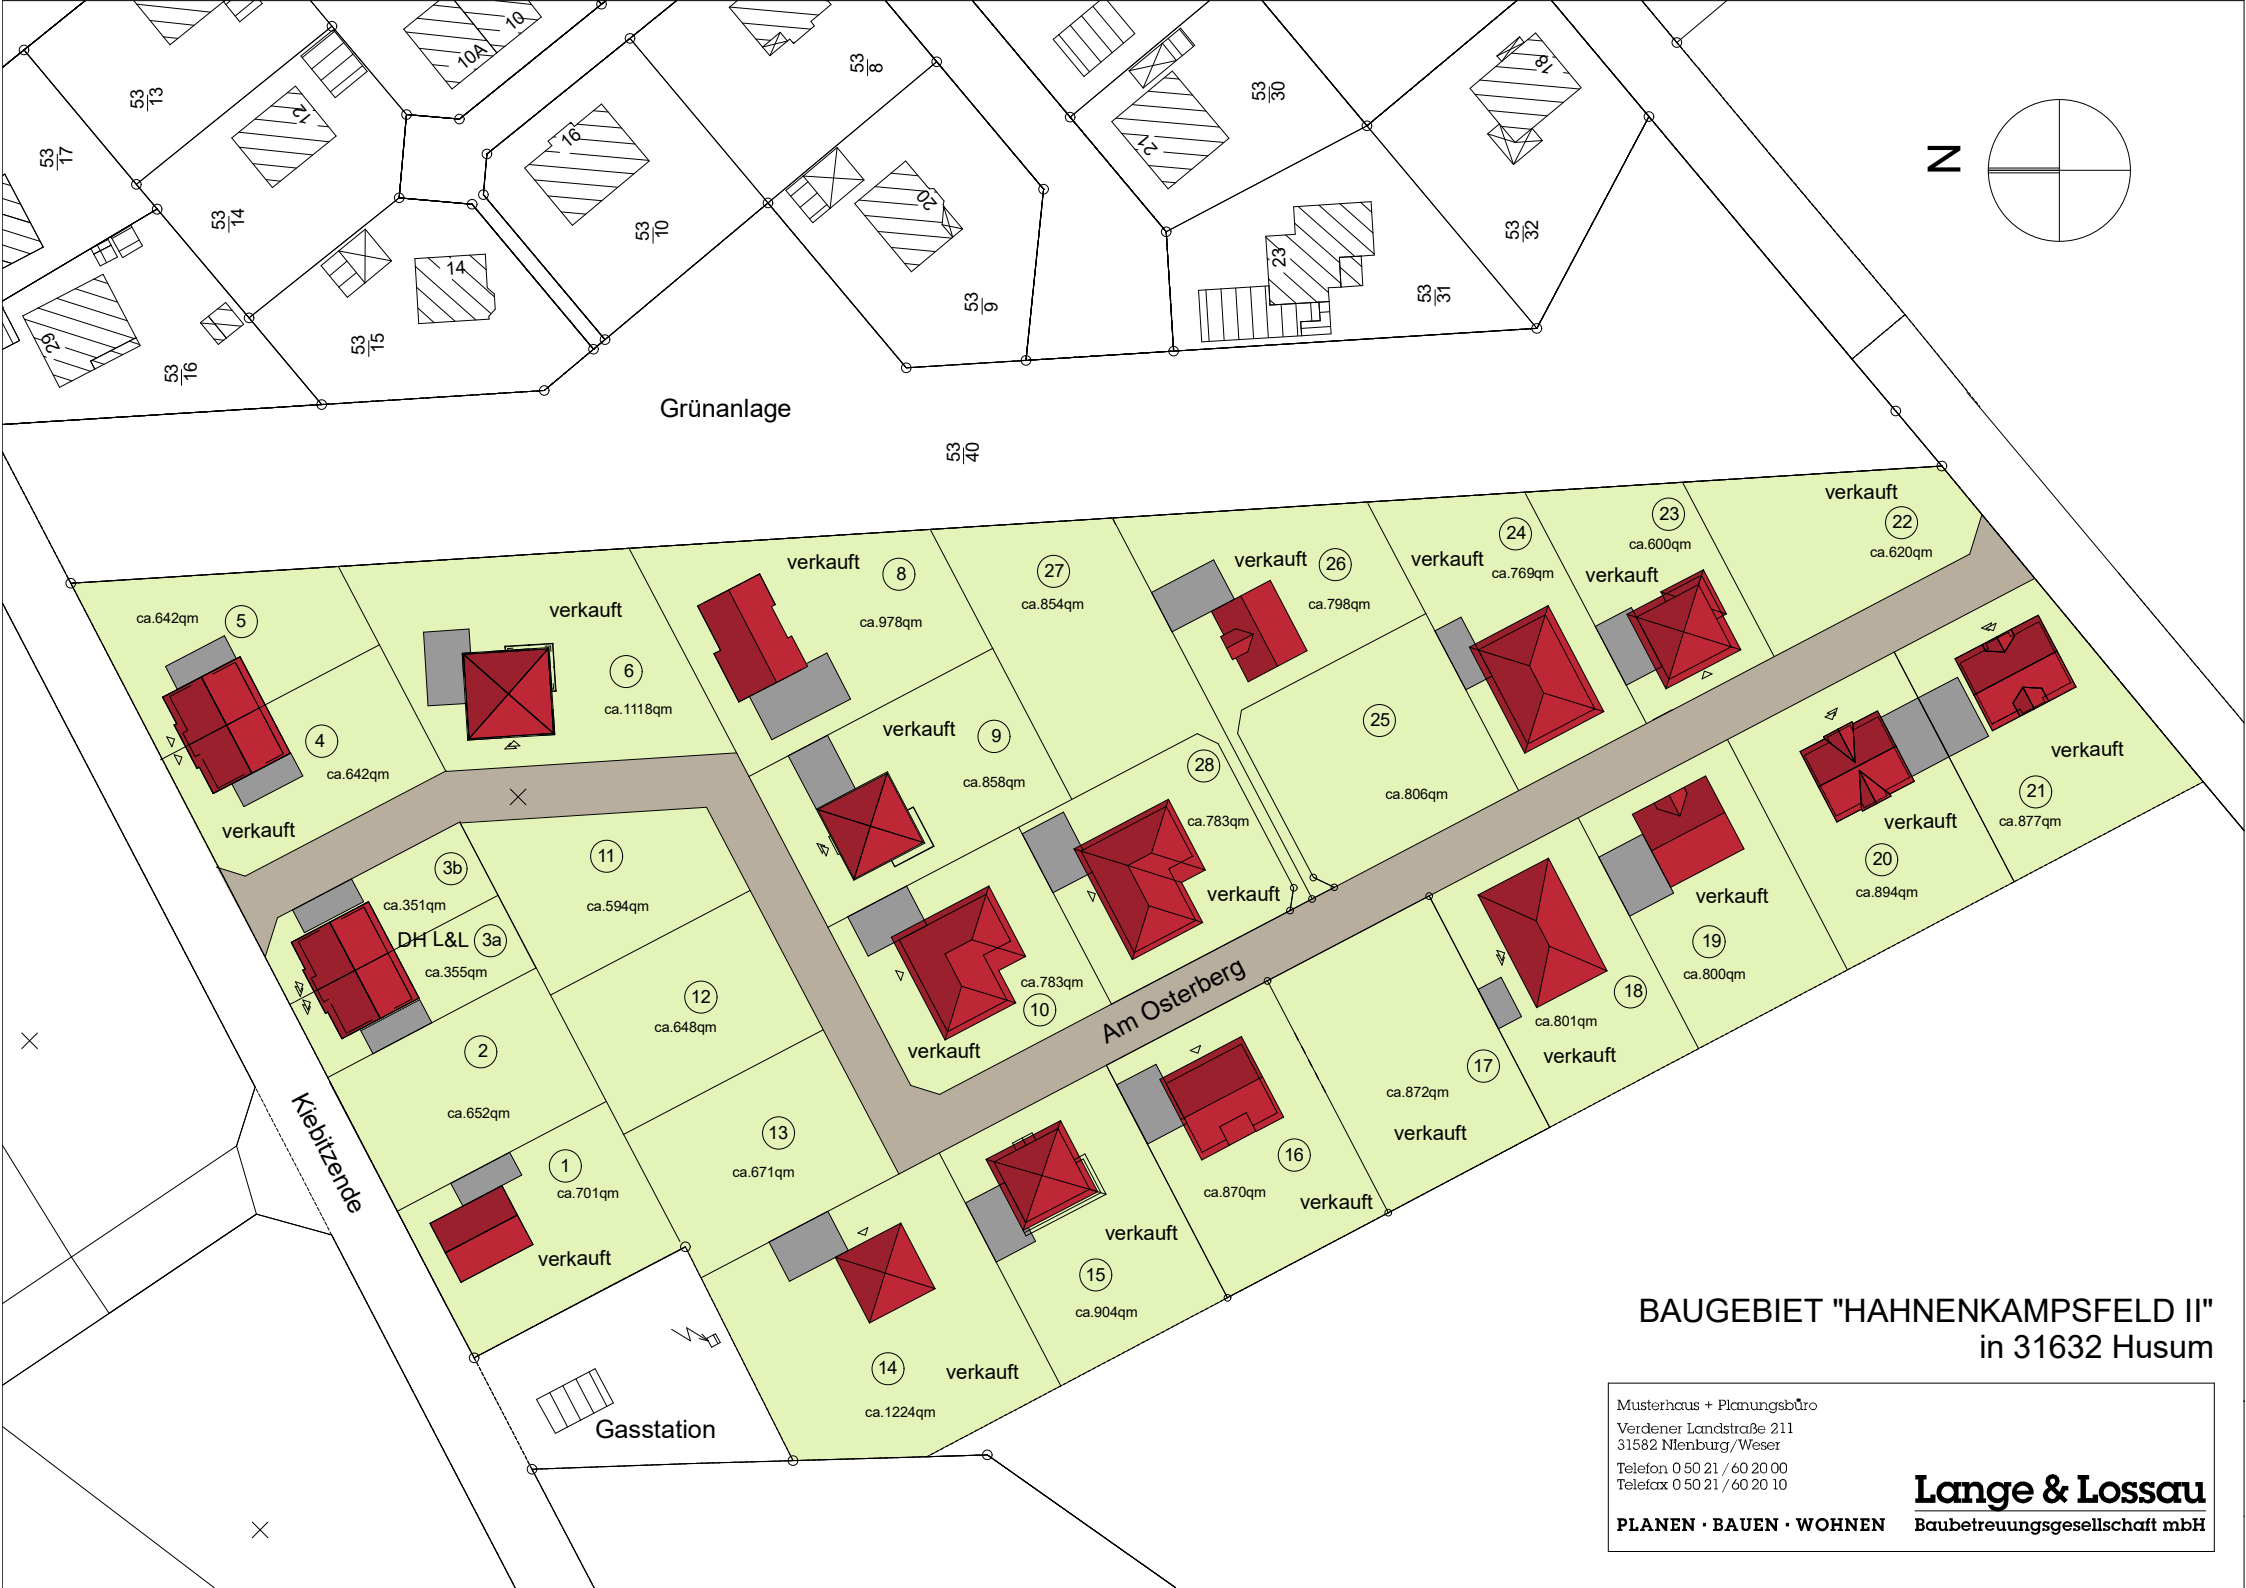 10
10A
53
8
53
13
12
16
53
30
18
21
53
17
N
53
14
53
10
20
53
32
23
14
53
31
53
9
29
53
15
53
16
Grünanlage
53
40
verkauft
22
ca.620qm
23
ca.600qm
verkauft
24
verkauft
ca.769qm
verkauft
26
ca.798qm
27
ca.854qm
verkauft
8
ca.978qm
verkauft
6
ca.1118qm
ca.642qm
5
4
ca.642qm
verkauft
verkauft
9
ca.858qm
25
ca.806qm
28
ca.783qm
verkauft
verkauft
21
ca.877qm
verkauft
20
ca.894qm
3b
ca.351qm
DH L&L
3a
ca.355qm
11
ca.594qm
12
ca.648qm
ca.783qm
10
verkauft
Am Osterberg
verkauft
19
ca.800qm
18
ca.801qm
verkauft
17
ca.872qm
verkauft
2
ca.652qm
Kiebitzende
13
ca.671qm
1
ca.701qm
verkauft
16
ca.870qm
verkauft
verkauft
15
ca.904qm
14
verkauft
ca.1224qm
Gasstation
BAUGEBIET "HAHNENKAMPSFELD II"
in 31632 Husum
Musterhaus + Planungsbüro
Verdener Landstraße 211
31582 Nienburg/Weser
Telefon 0 50 21 / 60 20 00
Telefax 0 50 21 / 60 20 10
PLANEN · BAUEN · WOHNEN
Lange & Lossau
Baubetreuungsgesellschaft mbH